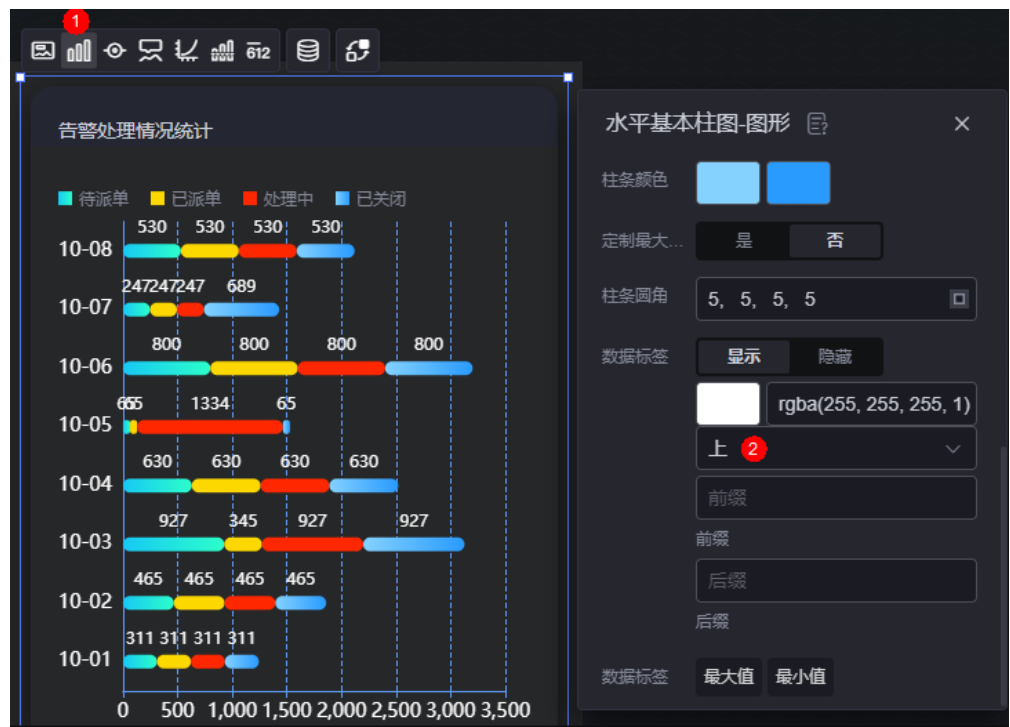 1
612
告警处理情况统计
待派单 已派单 处理中 已关闭
530 530 530 530
10-08
247 247 247 689
10-07
800 800 800 800
10-06
65 65 1334 65
10-05
630 630 630 630
10-04
927 345 927 927
10-03
465 465 465 465
10-02
311 311 311 311
10-01
0 500 1,000 1,500 2,000 2,500 3,000 3,500
水平基本柱图-图形
柱条颜色
定制最大... 是 否
柱条圆角 5, 5, 5, 5
数据标签 显示 隐藏
rgba(255, 255, 255, 1)
上 2
前缀
前缀
后缀
后缀
数据标签 最大值 最小值